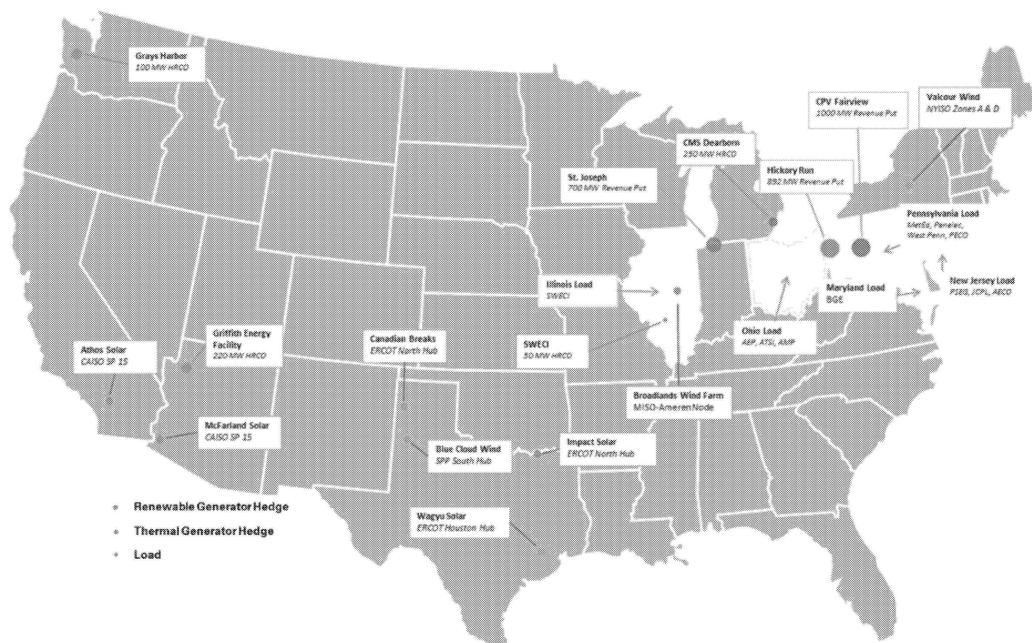 Grays Harbor
100 MW HRCD
CPV Fairview
1000 MW Revenue Put
Valcour Wind
NYISO Zones A & D
CMS Dearborn
250 MW HRCD
St. Joseph
700 MW Revenue Put
Hickory Run
892 MW Revenue Put
Pennsylvania Load
MetEd, Penelec,
West Penn, PECO
Illinois Load
SWECI
Maryland Load
BGE
New Jersey Load
PSEG, JCPL, AECO
Griffith Energy
Facility
220 MW HRCD
Canadian Breaks
ERCOT North Hub
SWECI
50 MW HRCD
Ohio Load
AEP, ATSI, AMP
Athos Solar
CAISO SP 15
Broadlands Wind Farm
MISO-Ameren Node
McFarland Solar
CAISO SP 15
Blue Cloud Wind
SPP South Hub
Impact Solar
ERCOT North Hub
Wagyu Solar
ERCOT Houston Hub
Renewable Generator Hedge
Thermal Generator Hedge
Load